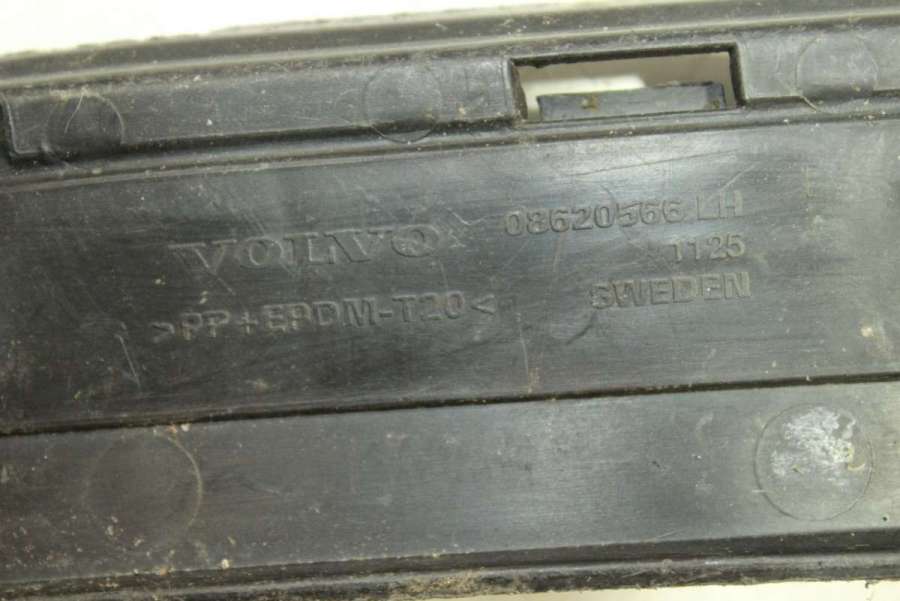 VOLVO
>PP+EPDM-T20<
08620566 LH
1125
SWEDEN